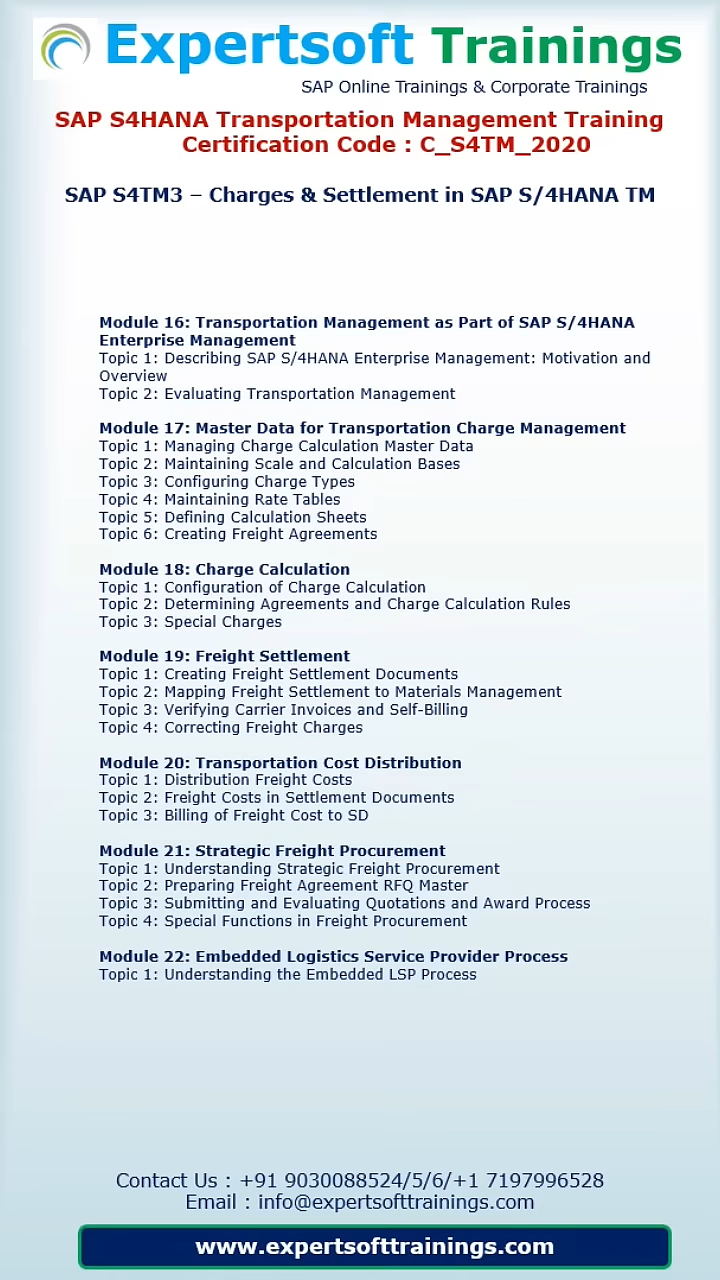 Expertsoft Trainings
SAP Online Trainings & Corporate Trainings
SAP S4HANA Transportation Management Training
Certification Code : C_S4TM_2020
SAP S4TM3 – Charges & Settlement in SAP S/4HANA TM
Module 16: Transportation Management as Part of SAP S/4HANA
Enterprise Management
Topic 1: Describing SAP S/4HANA Enterprise Management: Motivation and
Overview
Topic 2: Evaluating Transportation Management
Module 17: Master Data for Transportation Charge Management
Topic 1: Managing Charge Calculation Master Data
Topic 2: Maintaining Scale and Calculation Bases
Topic 3: Configuring Charge Types
Topic 4: Maintaining Rate Tables
Topic 5: Defining Calculation Sheets
Topic 6: Creating Freight Agreements
Module 18: Charge Calculation
Topic 1: Configuration of Charge Calculation
Topic 2: Determining Agreements and Charge Calculation Rules
Topic 3: Special Charges
Module 19: Freight Settlement
Topic 1: Creating Freight Settlement Documents
Topic 2: Mapping Freight Settlement to Materials Management
Topic 3: Verifying Carrier Invoices and Self-Billing
Topic 4: Correcting Freight Charges
Module 20: Transportation Cost Distribution
Topic 1: Distribution Freight Costs
Topic 2: Freight Costs in Settlement Documents
Topic 3: Billing of Freight Cost to SD
Module 21: Strategic Freight Procurement
Topic 1: Understanding Strategic Freight Procurement
Topic 2: Preparing Freight Agreement RFQ Master
Topic 3: Submitting and Evaluating Quotations and Award Process
Topic 4: Special Functions in Freight Procurement
Module 22: Embedded Logistics Service Provider Process
Topic 1: Understanding the Embedded LSP Process
Contact Us : +91 9030088524/5/6/+1 7197996528
Email : info@expertsofttrainings.com
www.expertsofttrainings.com